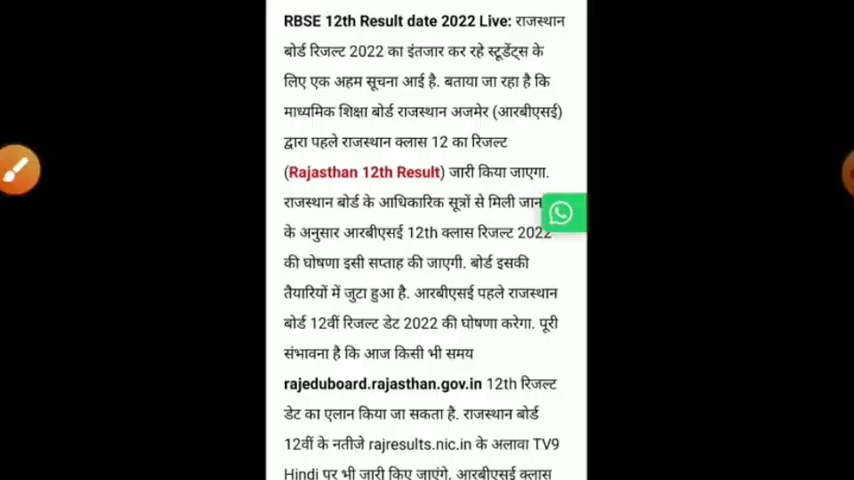 RBSE 12th Result date 2022 Live: राजस्थान
बोर्ड रिजल्ट 2022 का इंतजार कर रहे स्टूडेंट्स के
लिए एक अहम सूचना आई है. बताया जा रहा है कि
माध्यमिक शिक्षा बोर्ड राजस्थान अजमेर (आरबीएसई)
द्वारा पहले राजस्थान क्लास 12 का रिजल्ट
(Rajasthan 12th Result) जारी किया जाएगा.
राजस्थान बोर्ड के आधिकारिक सूत्रों से मिली
के अनुसार आरबीएसई 12th क्लास रिजल्ट 2022
की घोषणा इसी सप्ताह की जाएगी. बोर्ड इसकी
तैयारियों में जुटा हुआ है. आरबीएसई पहले राजस्थान
बोर्ड 12वीं रिजल्ट डेट 2022 की घोषणा करेगा. पूरी
संभावना है कि आज किसी भी समय
rajeduboard.rajasthan.gov.in 12th रिजल्ट
डेट का एलान किया जा सकता है. राजस्थान बोर्ड
12वीं के नतीजे rajresults.nic.in के अलावा TV9
Hindi पर भी जारी किए जाएंगे. आरबीएसई क्लास